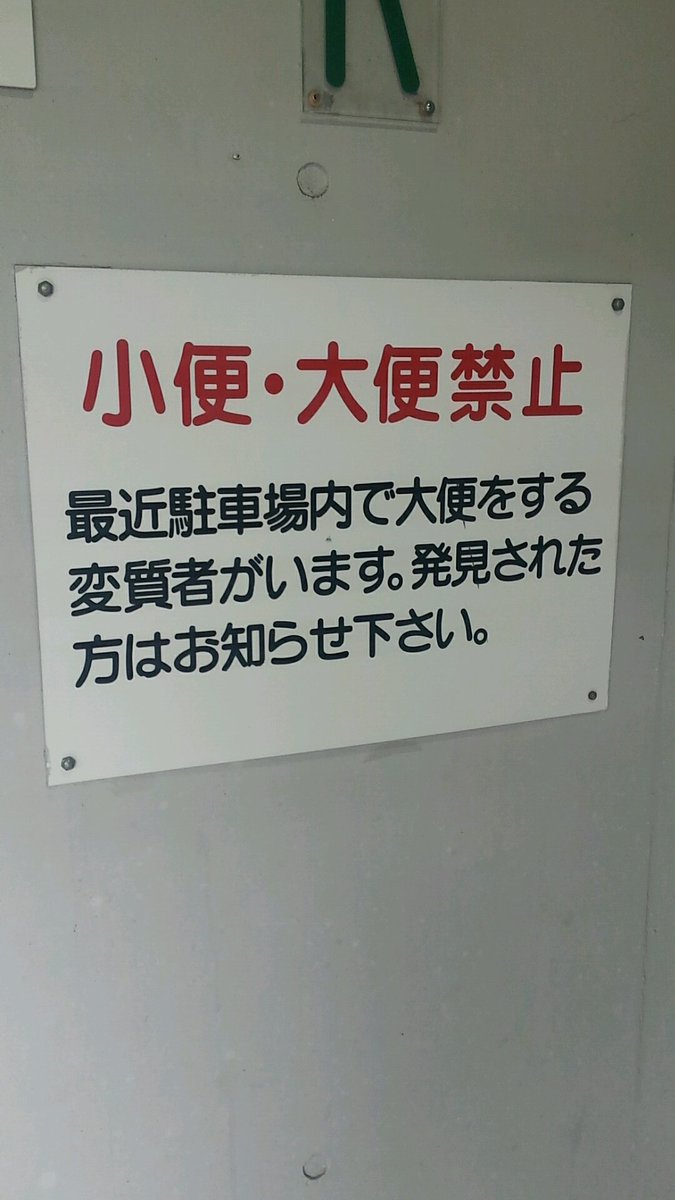 小便・大便禁止
最近駐車場内で大便をする
変質者がいます。発見された
方はお知らせ下さい。